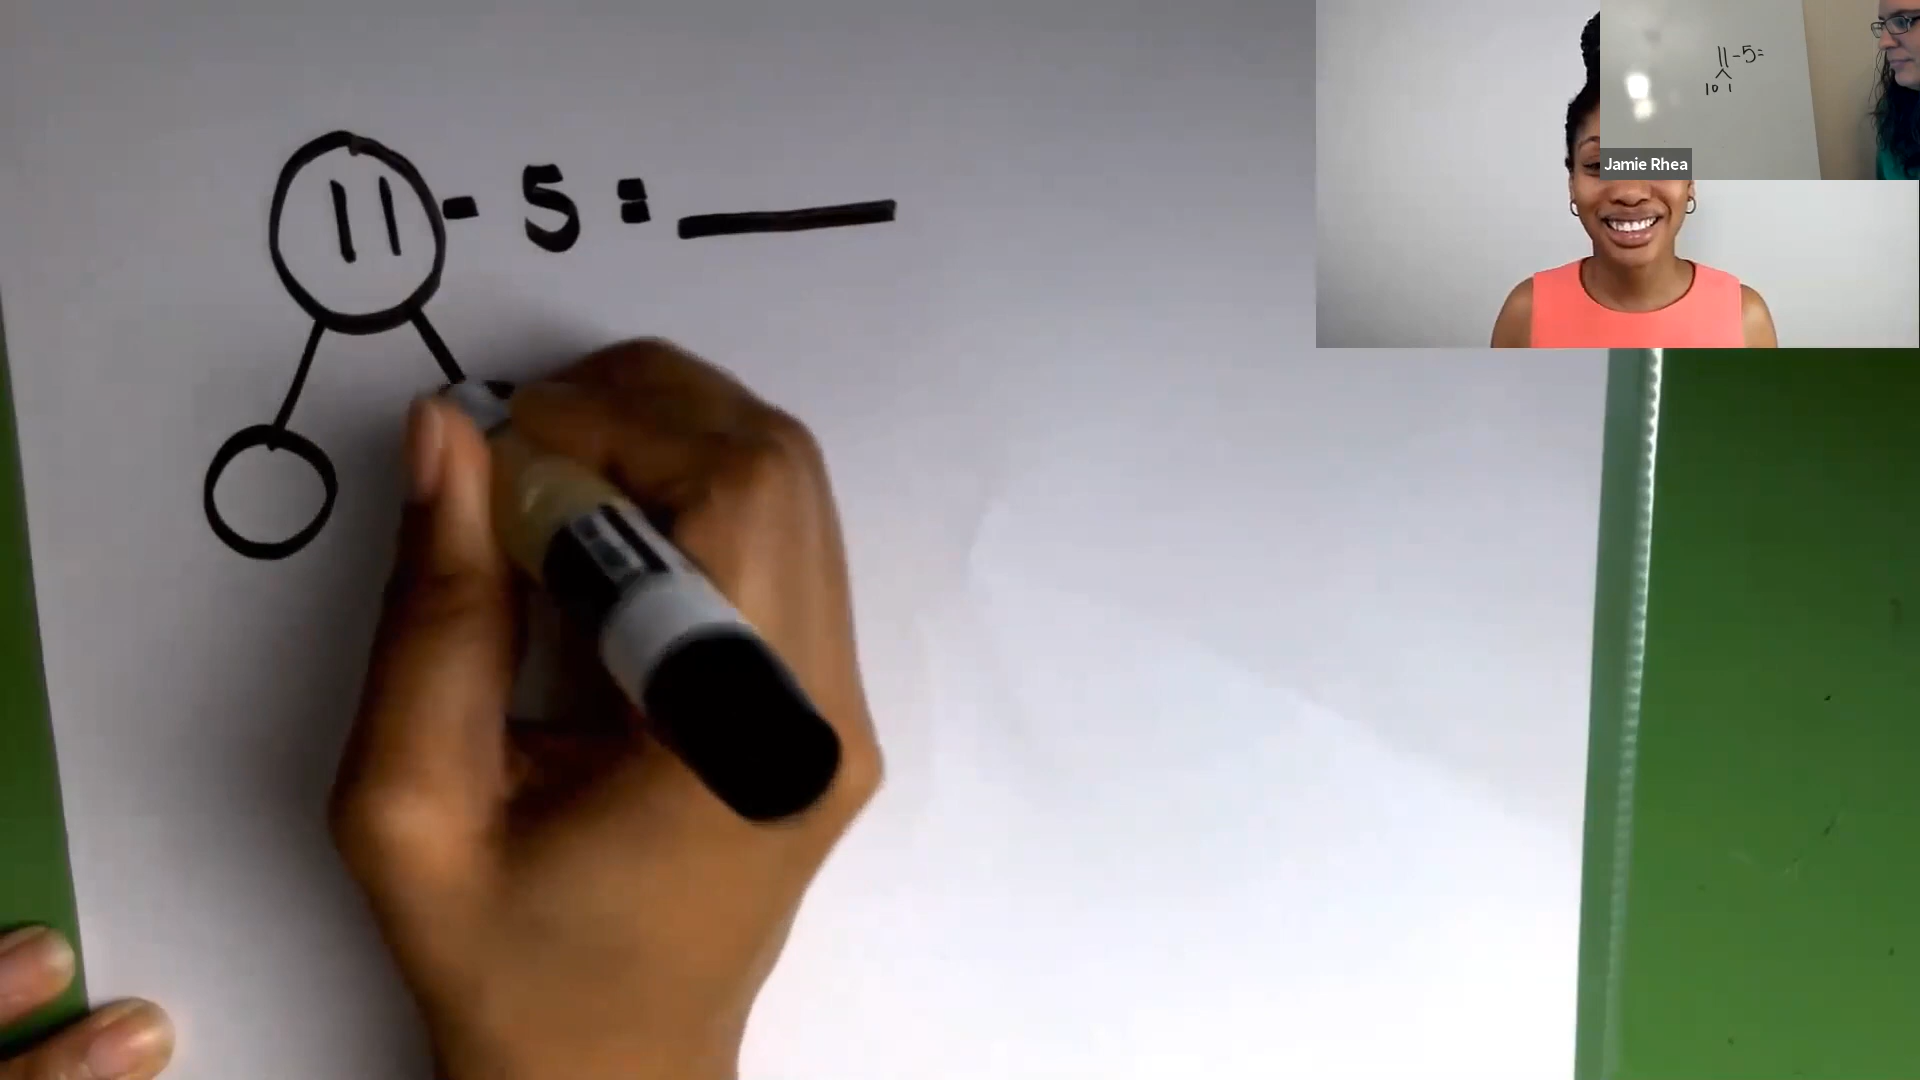 11 - 5 = ___
11-5=
10 1
Jamie Rhea